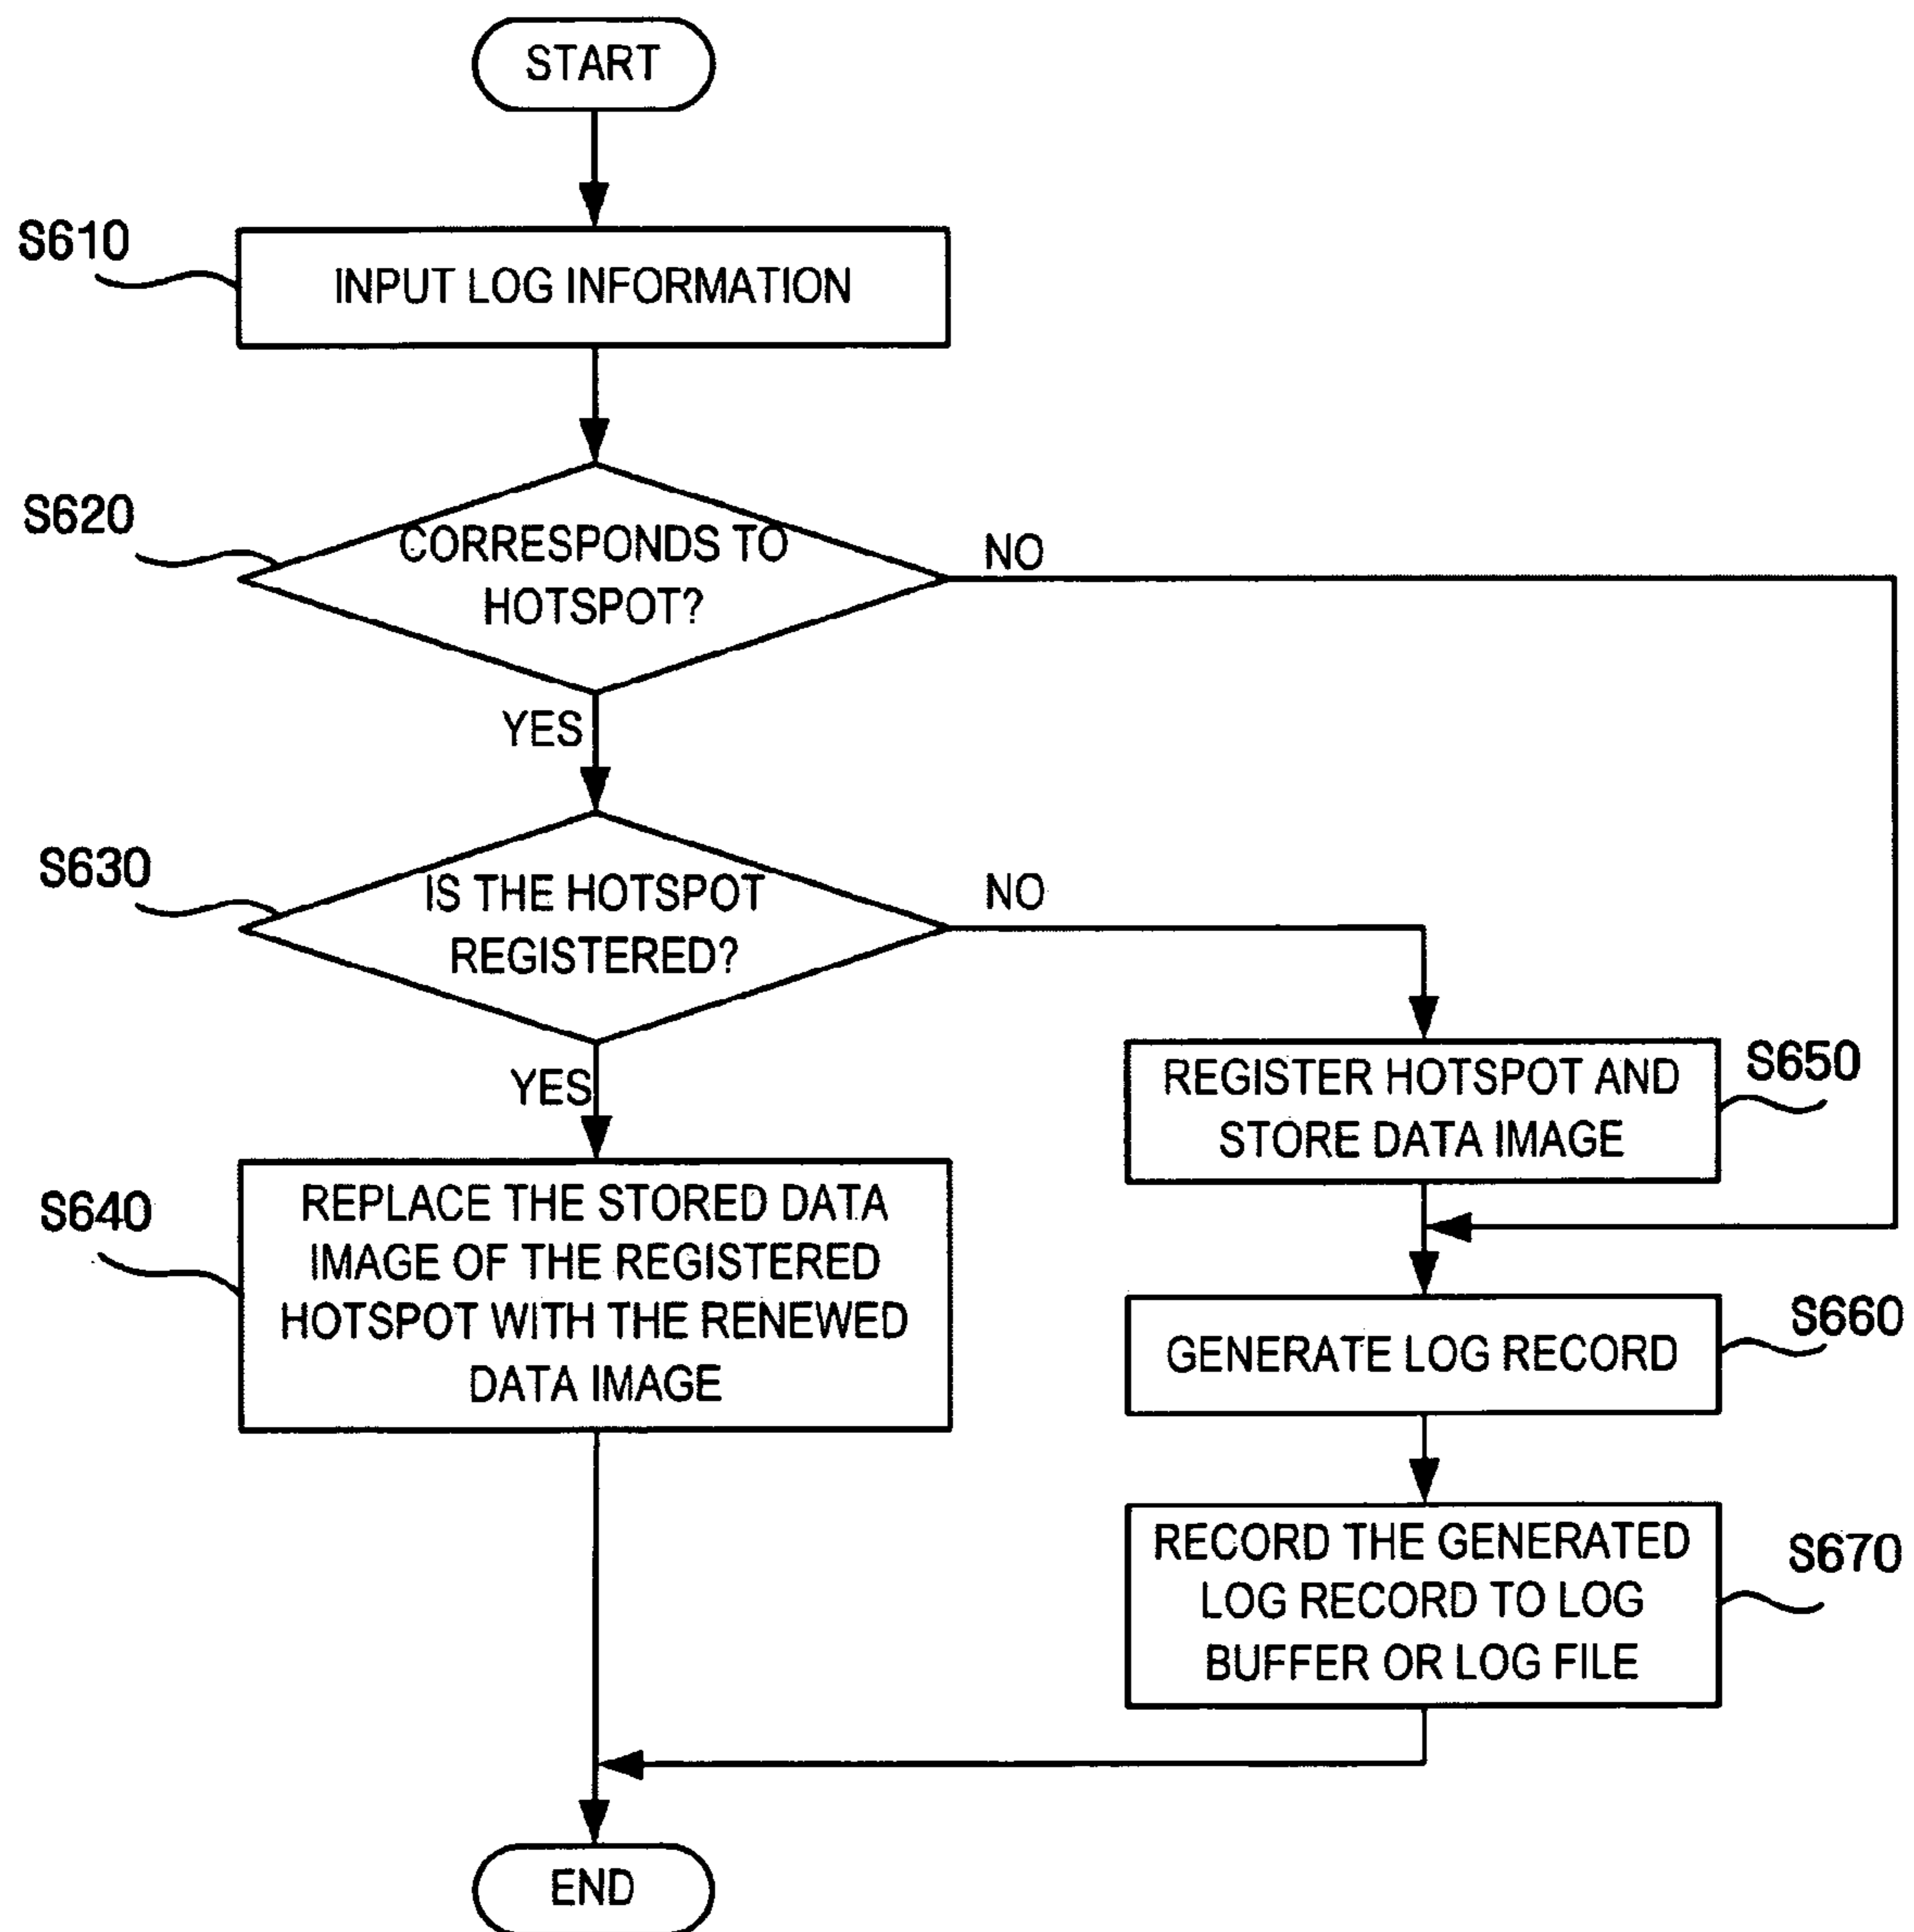 START
S610
INPUT LOG INFORMATION
S620
CORRESPONDS TO
HOTSPOT?
NO
YES
S630
IS THE HOTSPOT
REGISTERED?
NO
YES
S640
REPLACE THE STORED DATA
IMAGE OF THE REGISTERED
HOTSPOT WITH THE RENEWED
DATA IMAGE
REGISTER HOTSPOT AND
STORE DATA IMAGE
S650
GENERATE LOG RECORD
S660
RECORD THE GENERATED
LOG RECORD TO LOG
BUFFER OR LOG FILE
S670
END